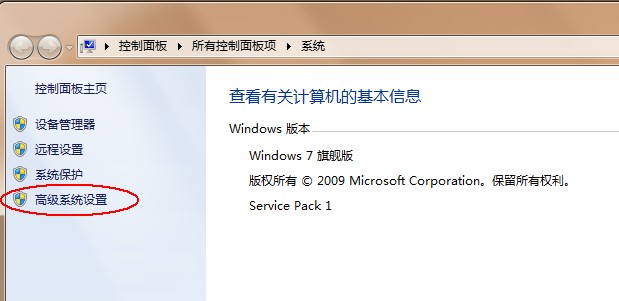 控制面板 ▸ 所有控制面板项 ▸ 系统
控制面板主页
设备管理器
远程设置
系统保护
高级系统设置
查看有关计算机的基本信息
Windows 版本
Windows 7 旗舰版
版权所有 © 2009 Microsoft Corporation。保留所有权利。
Service Pack 1